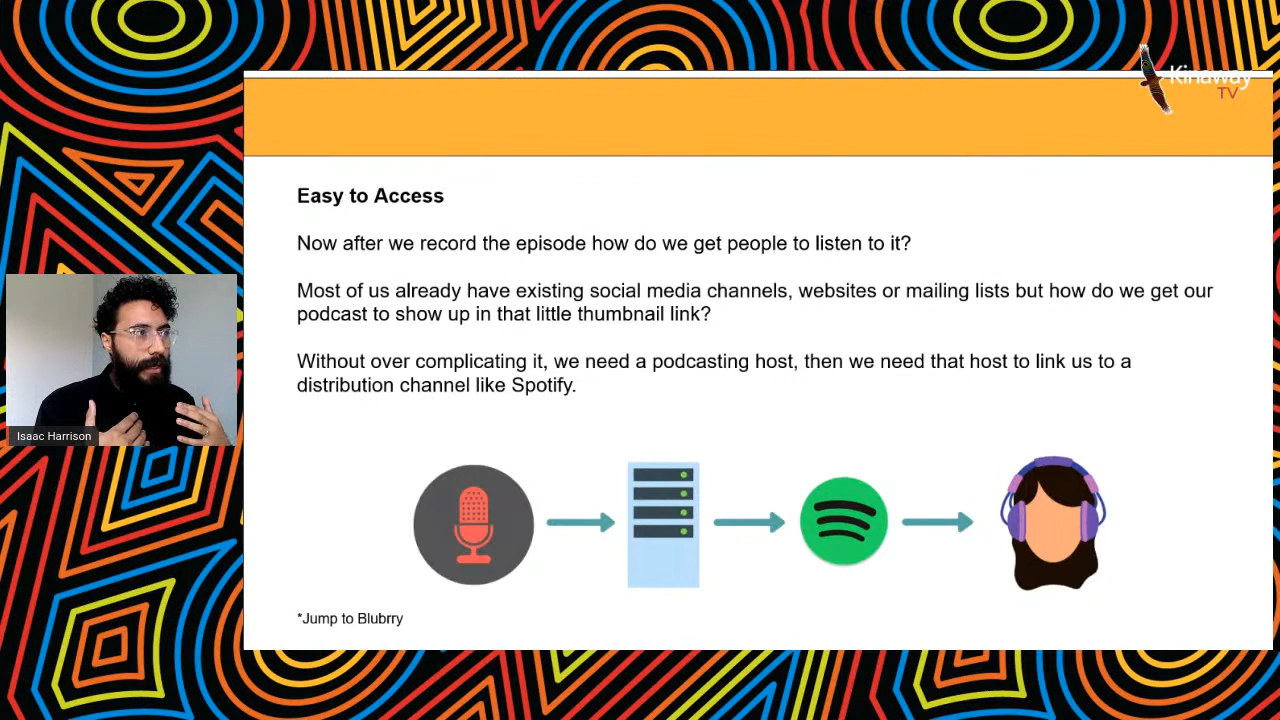 Kinaway
TV
Easy to Access
Now after we record the episode how do we get people to listen to it?
Most of us already have existing social media channels, websites or mailing lists but how do we get our
podcast to show up in that little thumbnail link?
Without over complicating it, we need a podcasting host, then we need that host to link us to a
distribution channel like Spotify.
Isaac Harrison
*Jump to Blubrry